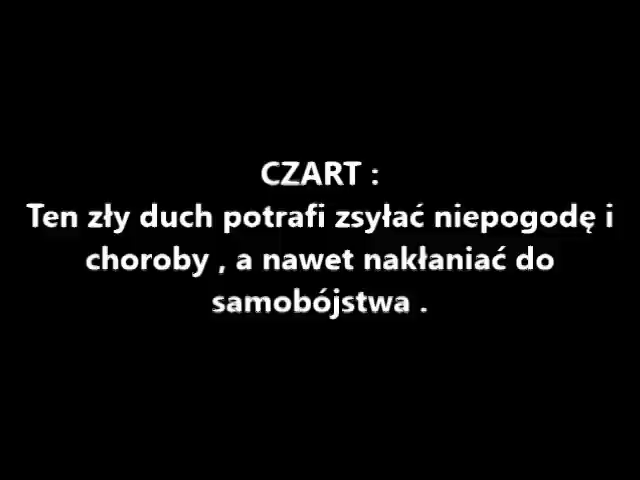 CZART :
Ten zły duch potrafi zsyłać niepogodę i
choroby , a nawet nakłaniać do
samobójstwa .